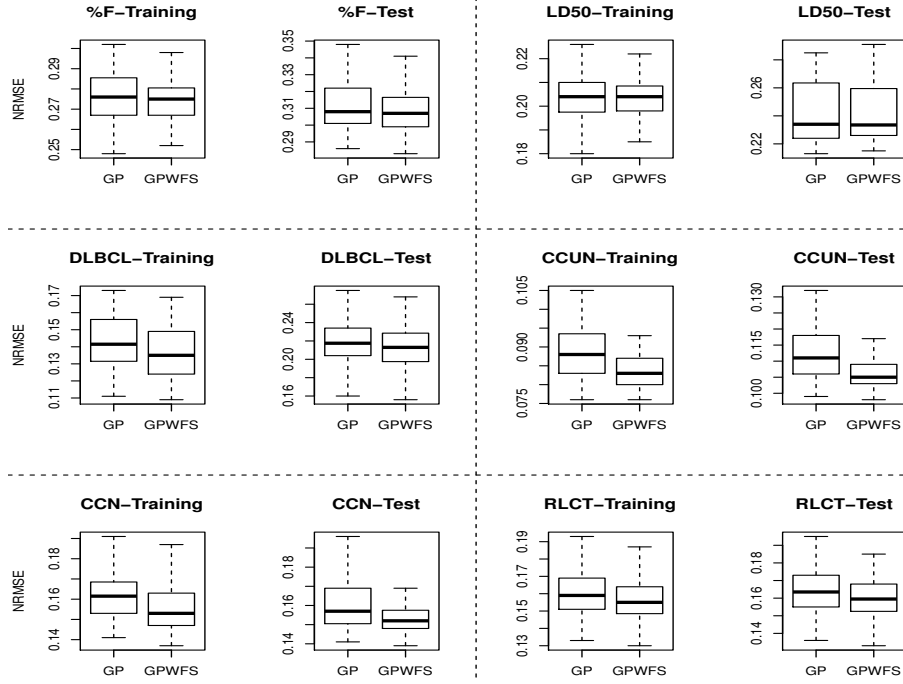 %F−Training
%F−Test
LD50−Training
LD50−Test
NRMSE
0.25 0.27 0.29
GP GPWFS
0.29 0.31 0.33 0.35
GP GPWFS
0.18 0.20 0.22
GP GPWFS
0.22 0.26
GP GPWFS
DLBCL−Training
DLBCL−Test
CCUN−Training
CCUN−Test
NRMSE
0.11 0.13 0.15 0.17
GP GPWFS
0.16 0.20 0.24
GP GPWFS
0.075 0.090 0.105
GP GPWFS
0.100 0.115 0.130
GP GPWFS
CCN−Training
CCN−Test
RLCT−Training
RLCT−Test
NRMSE
0.14 0.16 0.18
GP GPWFS
0.14 0.16 0.18
GP GPWFS
0.13 0.15 0.17 0.19
GP GPWFS
0.14 0.16 0.18
GP GPWFS